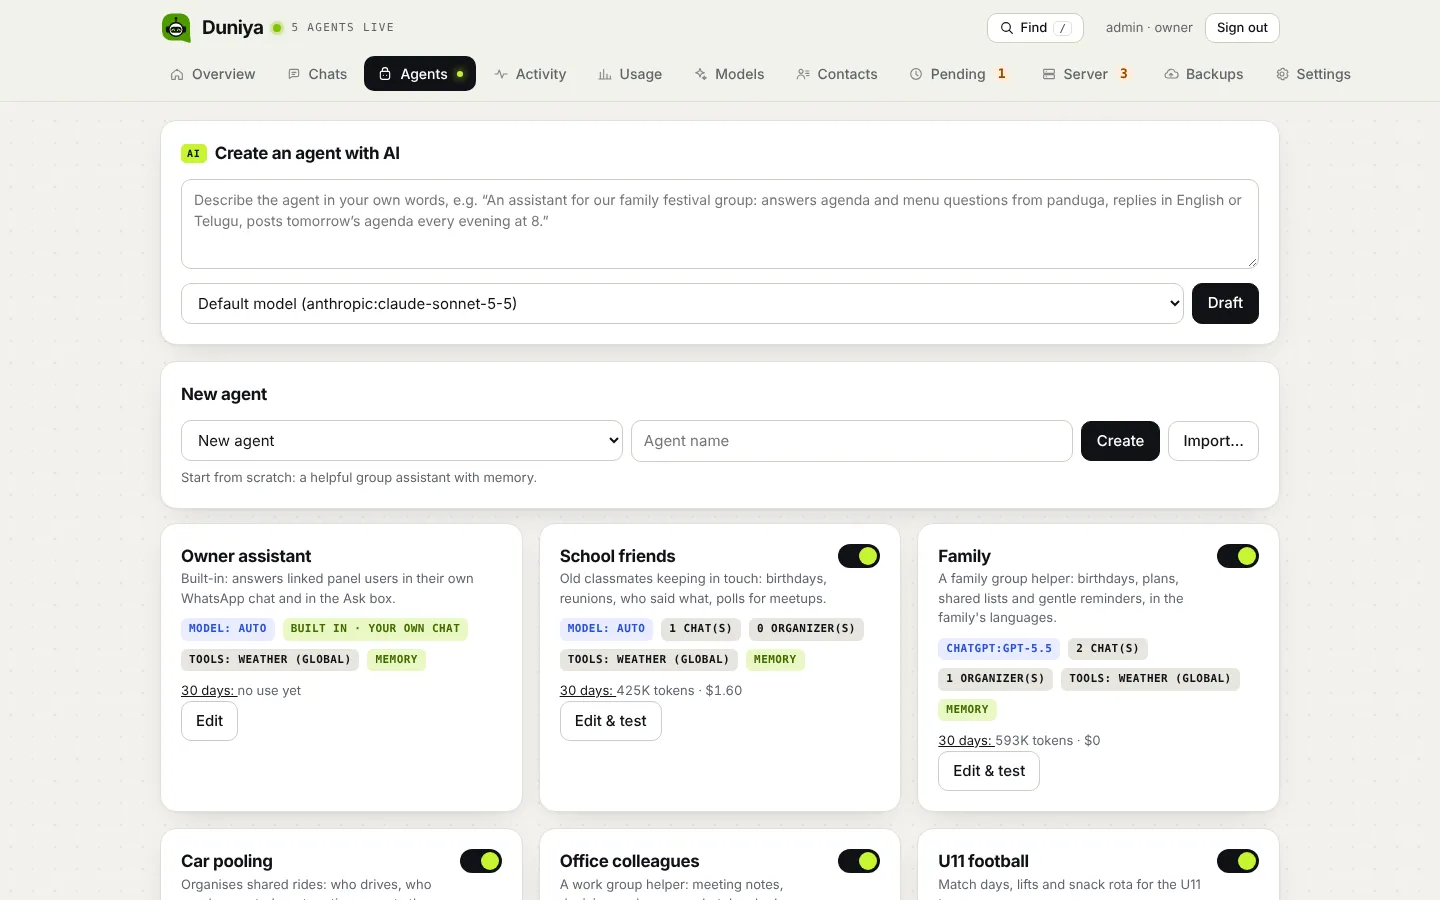 Duniya 5 AGENTS LIVE
Find / admin · owner Sign out
Overview Chats Agents Activity Usage Models Contacts Pending 1 Server 3 Backups Settings
AI Create an agent with AI
Describe the agent in your own words, e.g. “An assistant for our family festival group: answers agenda and menu questions from panduga, replies in English or
Telugu, posts tomorrow’s agenda every evening at 8.”
Default model (anthropic:claude-sonnet-5-5) Draft
New agent
New agent Agent name Create Import...
Start from scratch: a helpful group assistant with memory.
Owner assistant
Built-in: answers linked panel users in their own
WhatsApp chat and in the Ask box.
MODEL: AUTO BUILT IN · YOUR OWN CHAT
TOOLS: WEATHER (GLOBAL) MEMORY
30 days: no use yet
Edit
School friends
Old classmates keeping in touch: birthdays,
reunions, who said what, polls for meetups.
MODEL: AUTO 1 CHAT(S) 0 ORGANIZER(S)
TOOLS: WEATHER (GLOBAL) MEMORY
30 days: 425K tokens · $1.60
Edit & test
Family
A family group helper: birthdays, plans,
shared lists and gentle reminders, in the
family's languages.
CHATGPT:GPT-5.5 2 CHAT(S)
1 ORGANIZER(S) TOOLS: WEATHER (GLOBAL)
MEMORY
30 days: 593K tokens · $0
Edit & test
Car pooling
Organises shared rides: who drives, who
Office colleagues
A work group helper: meeting notes,
U11 football
Match days, lifts and snack rota for the U11